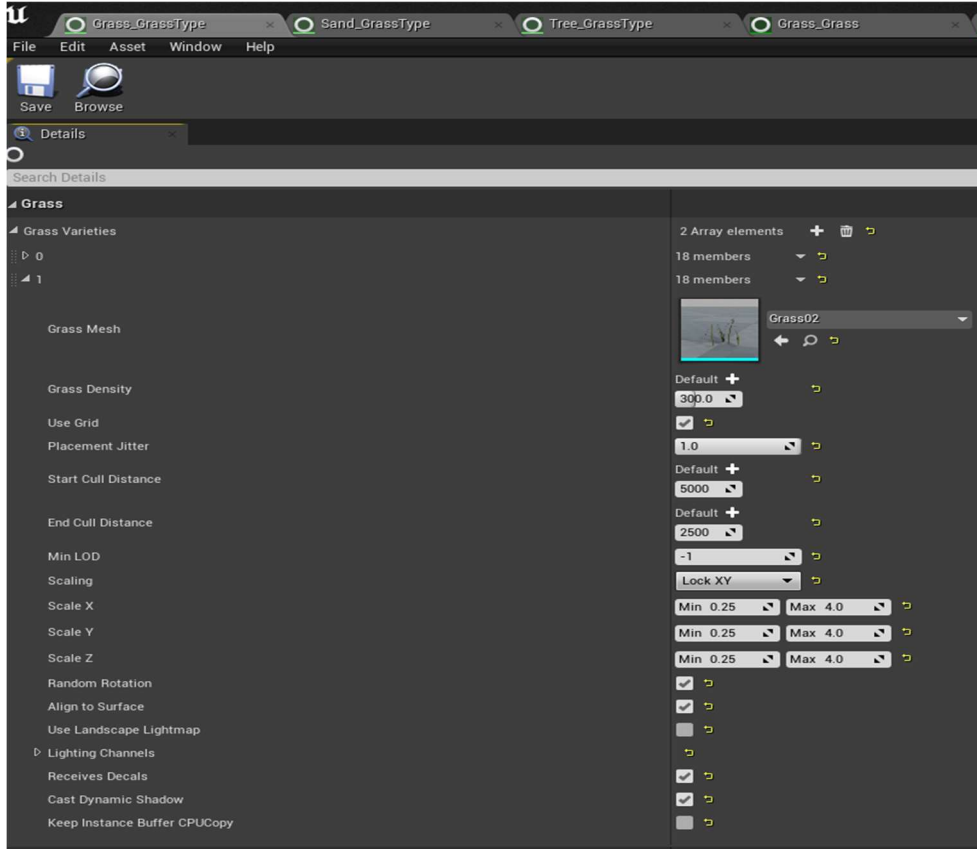 Grass_GrassType
Sand_GrassType
Tree_GrassType
Grass_Grass
File Edit Asset Window Help
Save Browse
Details
Search Details
Grass
Grass Varieties 2 Array elements
0 18 members
1 18 members
Grass Mesh Grass02
Grass Density Default 300.0
Use Grid
Placement Jitter 1.0
Start Cull Distance Default 5000
End Cull Distance Default 2500
Min LOD -1
Scaling Lock XY
Scale X Min 0.25 Max 4.0
Scale Y Min 0.25 Max 4.0
Scale Z Min 0.25 Max 4.0
Random Rotation
Align to Surface
Use Landscape Lightmap
Lighting Channels
Receives Decals
Cast Dynamic Shadow
Keep Instance Buffer CPUCopy